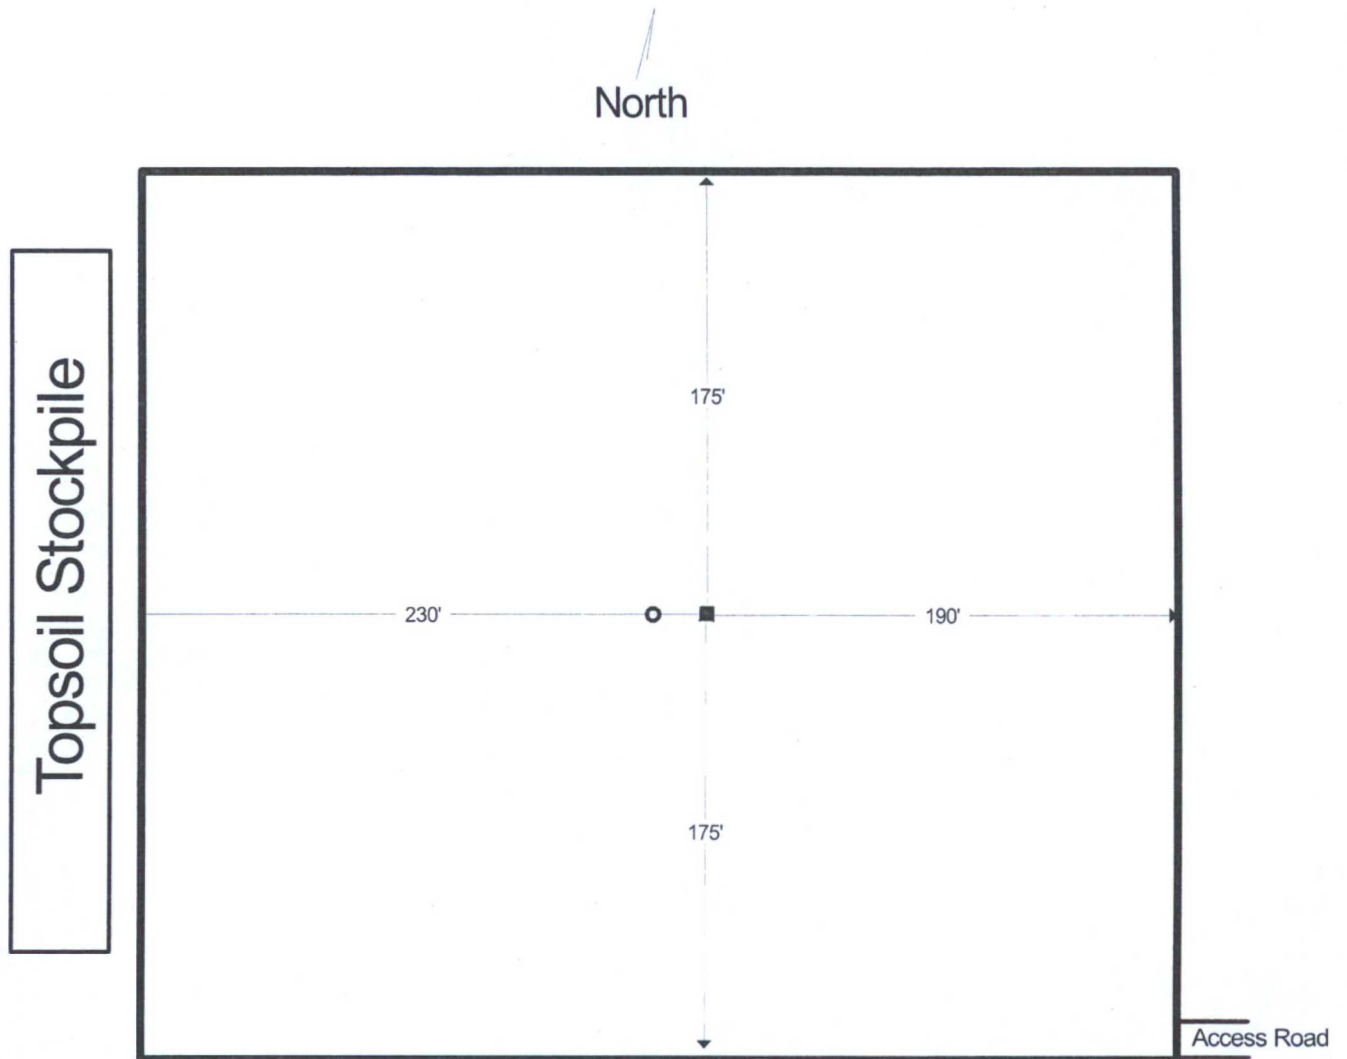 North
Topsoil Stockpile
175'
230'
190'
175'
Access Road